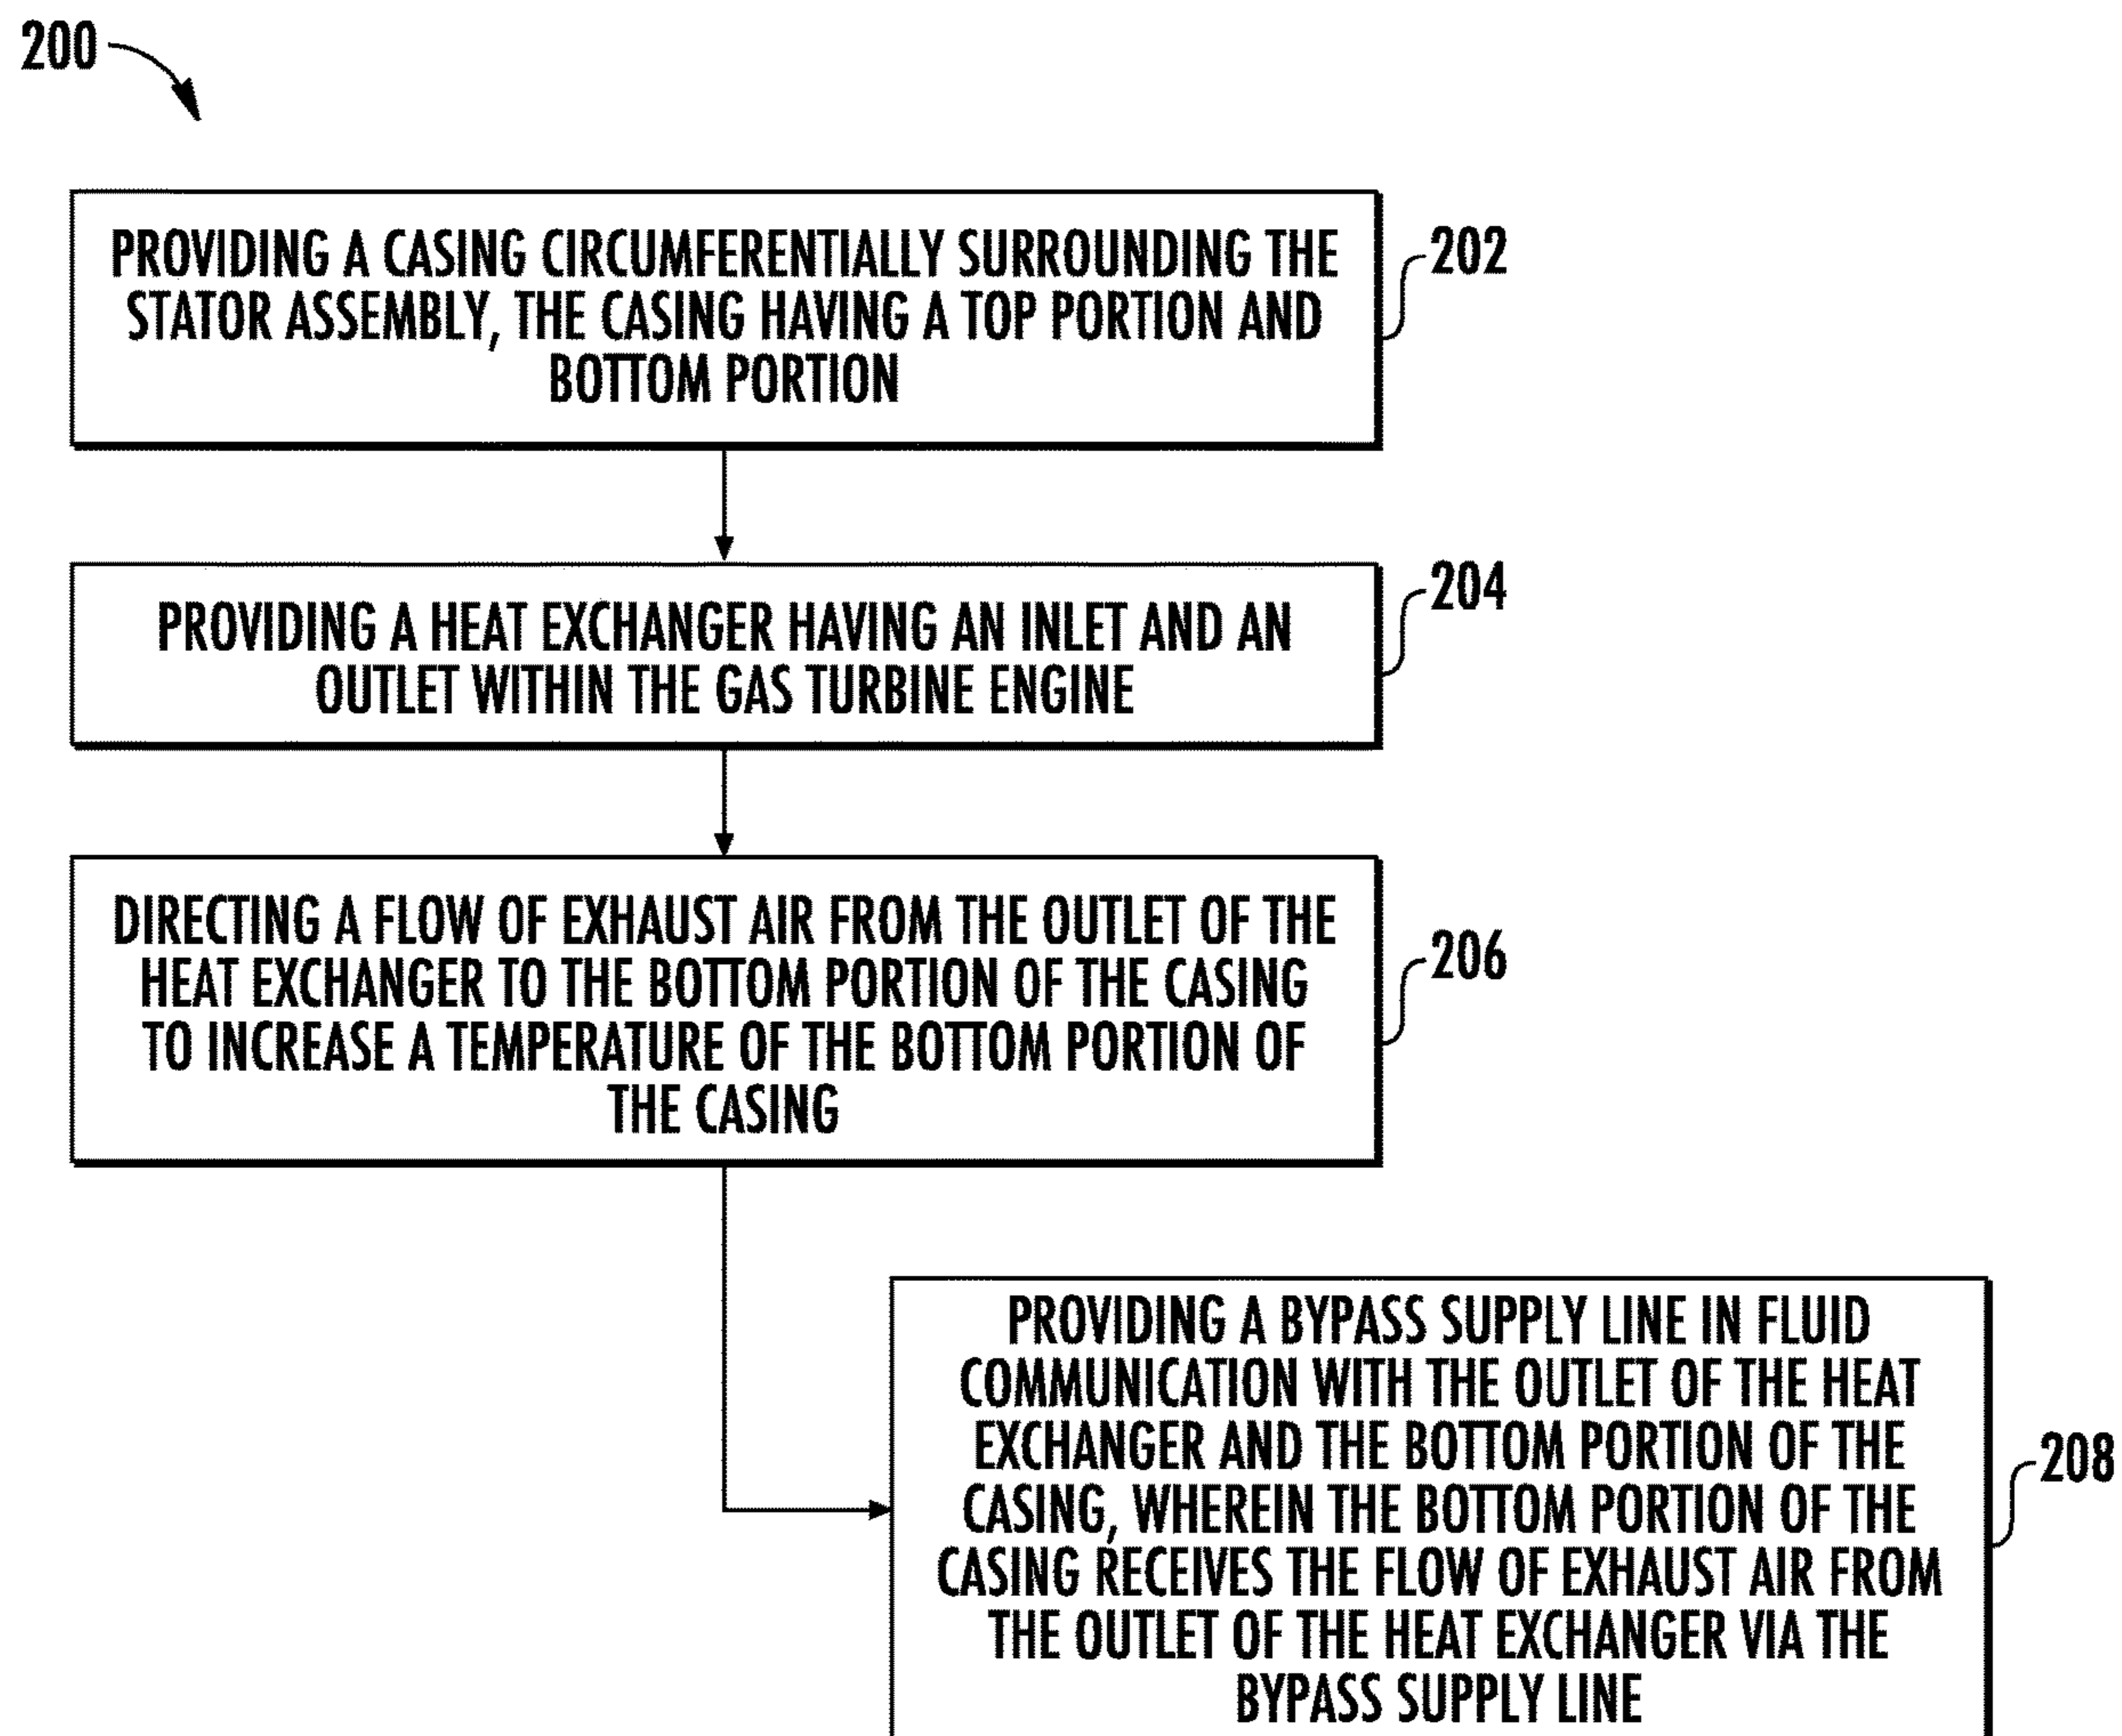 200
PROVIDING A CASING CIRCUMFERENTIALLY SURROUNDING THE
STATOR ASSEMBLY, THE CASING HAVING A TOP PORTION AND
BOTTOM PORTION
202
PROVIDING A HEAT EXCHANGER HAVING AN INLET AND AN
OUTLET WITHIN THE GAS TURBINE ENGINE
204
DIRECTING A FLOW OF EXHAUST AIR FROM THE OUTLET OF THE
HEAT EXCHANGER TO THE BOTTOM PORTION OF THE CASING
TO INCREASE A TEMPERATURE OF THE BOTTOM PORTION OF
THE CASING
206
PROVIDING A BYPASS SUPPLY LINE IN FLUID
COMMUNICATION WITH THE OUTLET OF THE HEAT
EXCHANGER AND THE BOTTOM PORTION OF THE
CASING, WHEREIN THE BOTTOM PORTION OF THE
CASING RECEIVES THE FLOW OF EXHAUST AIR FROM
THE OUTLET OF THE HEAT EXCHANGER VIA THE
BYPASS SUPPLY LINE
208